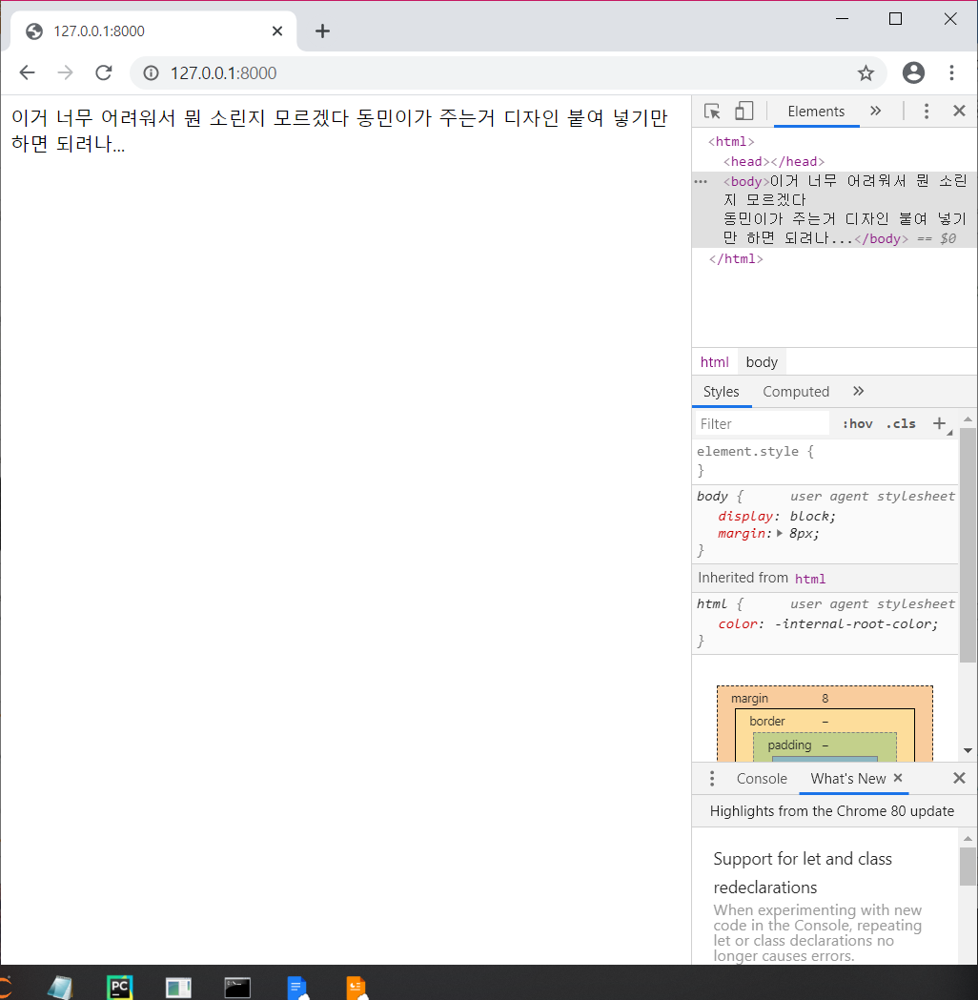 127.0.0.1:8000
127.0.0.1:8000
이거 너무 어려워서 뭔 소린지 모르겠다 동민이가 주는거 디자인 붙여 넣기만
하면 되려나...
Elements
<html>
<head></head>
<body>이거 너무 어려워서 뭔 소린
지 모르겠다
동민이가 주는거 디자인 붙여 넣기
만 하면 되려나...</body> == $0
</html>
html body
Styles Computed
Filter :hov .cls
element.style {
}
body { user agent stylesheet
display: block;
margin: 8px;
}
Inherited from html
html { user agent stylesheet
color: -internal-root-color;
}
margin 8
border –
padding –
Console What's New
Highlights from the Chrome 80 update
Support for let and class
redeclarations
When experimenting with new
code in the Console, repeating
let or class declarations no
longer causes errors.
PC